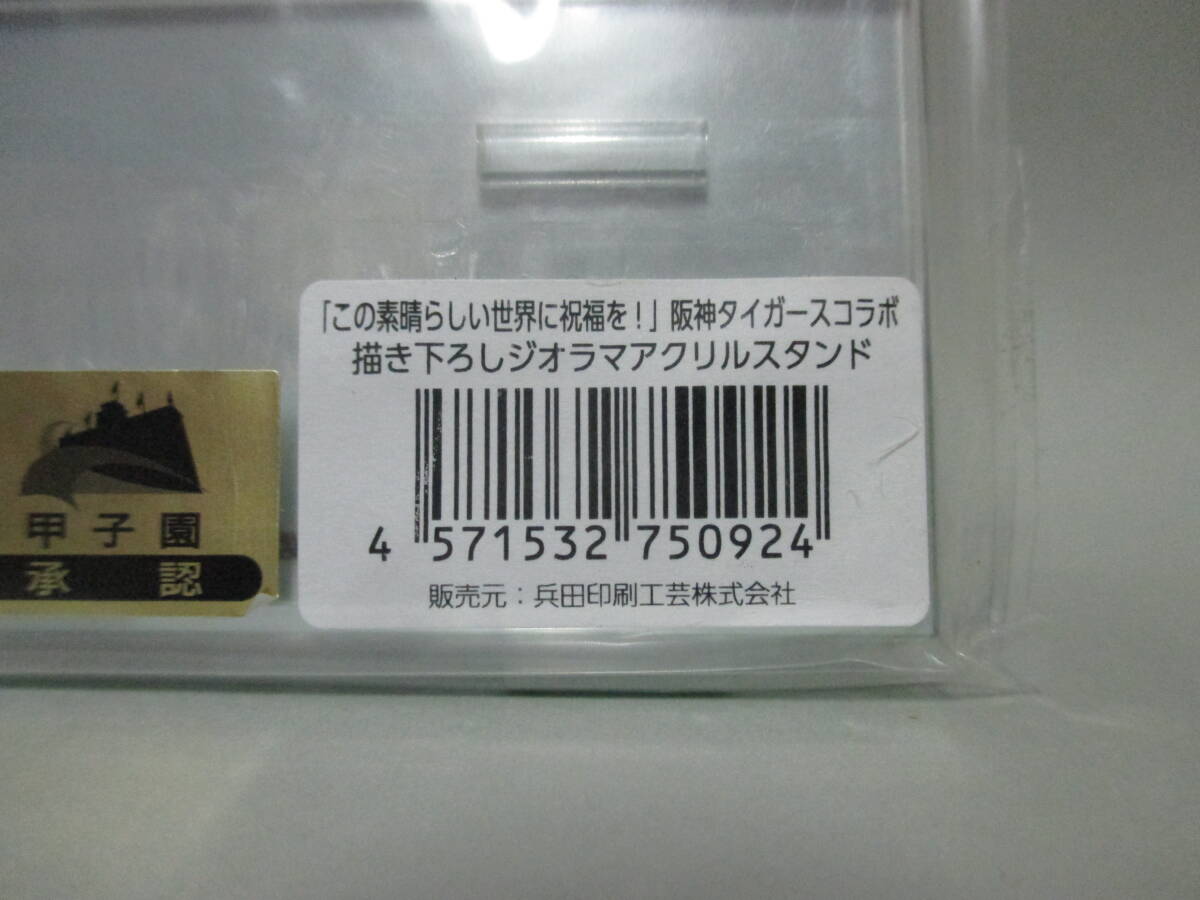 「この素晴らしい世界に祝福を！」阪神タイガースコラボ
描き下ろしジオラマアクリルスタンド
4 571532 750924
販売元：兵田印刷工芸株式会社
甲子園
承認